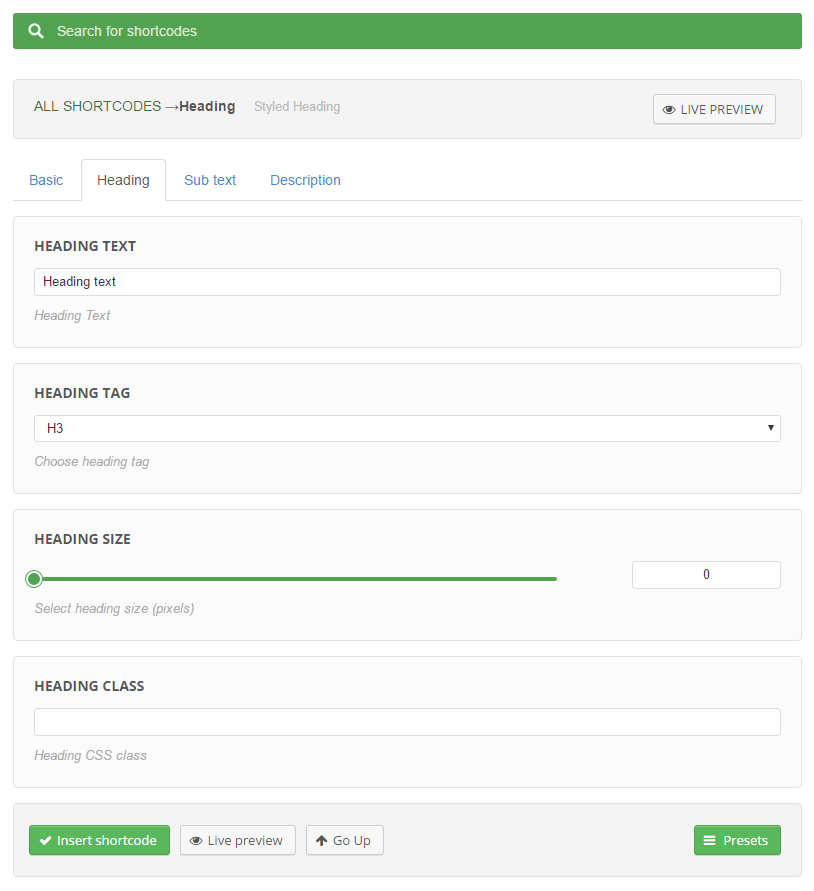 Search for shortcodes
ALL SHORTCODES →Heading Styled Heading LIVE PREVIEW
Basic Heading Sub text Description
HEADING TEXT
Heading text
Heading Text
HEADING TAG
H3
Choose heading tag
HEADING SIZE
0
Select heading size (pixels)
HEADING CLASS
Heading CSS class
Insert shortcode Live preview Go Up Presets